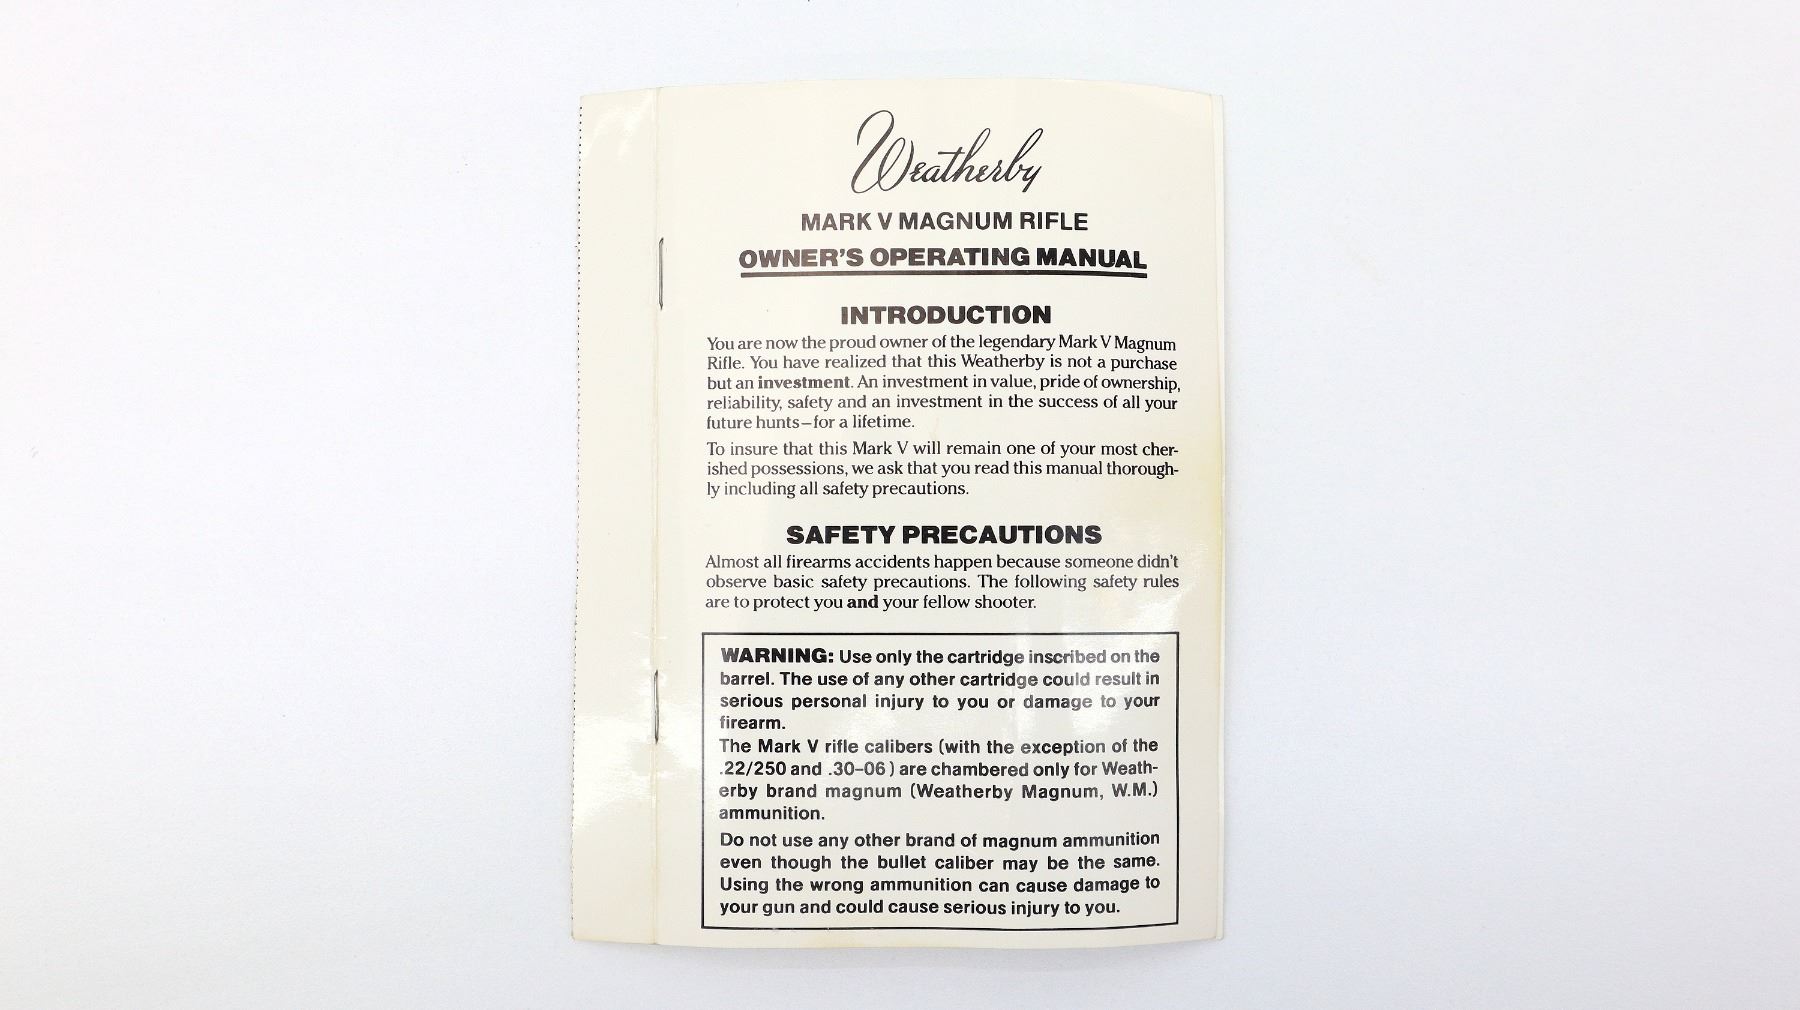 Weatherby
MARK V MAGNUM RIFLE
OWNER'S OPERATING MANUAL
INTRODUCTION
You are now the proud owner of the legendary Mark V Magnum
Rifle. You have realized that this Weatherby is not a purchase
but an investment. An investment in value, pride of ownership,
reliability, safety and an investment in the success of all your
future hunts—for a lifetime.
To insure that this Mark V will remain one of your most cher-
ished possessions, we ask that you read this manual thorough-
ly including all safety precautions.
SAFETY PRECAUTIONS
Almost all firearms accidents happen because someone didn't
observe basic safety precautions. The following safety rules
are to protect you and your fellow shooter.
WARNING: Use only the cartridge inscribed on the
barrel. The use of any other cartridge could result in
serious personal injury to you or damage to your
firearm.
The Mark V rifle calibers (with the exception of the
.22/250 and .30–06) are chambered only for Weath-
erby brand magnum (Weatherby Magnum, W.M.)
ammunition.
Do not use any other brand of magnum ammunition
even though the bullet caliber may be the same.
Using the wrong ammunition can cause damage to
your gun and could cause serious injury to you.